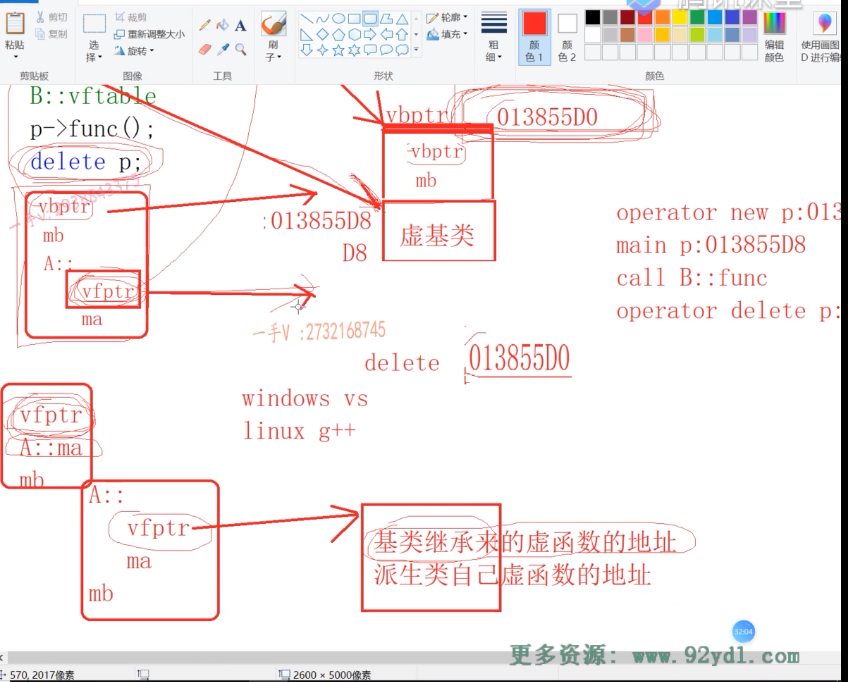 腾讯课堂
剪切
复制
粘贴
剪贴板
选择
裁剪
重新调整大小
旋转
图像
A
工具
刷子
轮廓
填充
形状
粗细
颜色 1
颜色 2
颜色
编辑颜色
使用画图
D 进行编
B::vftable
p->func();
delete p;
vbptr
mb
A::
vfptr
ma
vbptr
013855D0
vbptr
mb
:013855D8
D8
虚基类
operator new p:013
main p:013855D8
call B::func
operator delete p:
一手V :2732168745
delete
013855D0
windows vs
linux g++
vfptr
A::ma
mb
A::
vfptr
ma
mb
基类继承来的虚函数的地址
派生类自己虚函数的地址
32:04
更多资源: www.92ydl.com
570, 2017像素
2600 × 5000像素